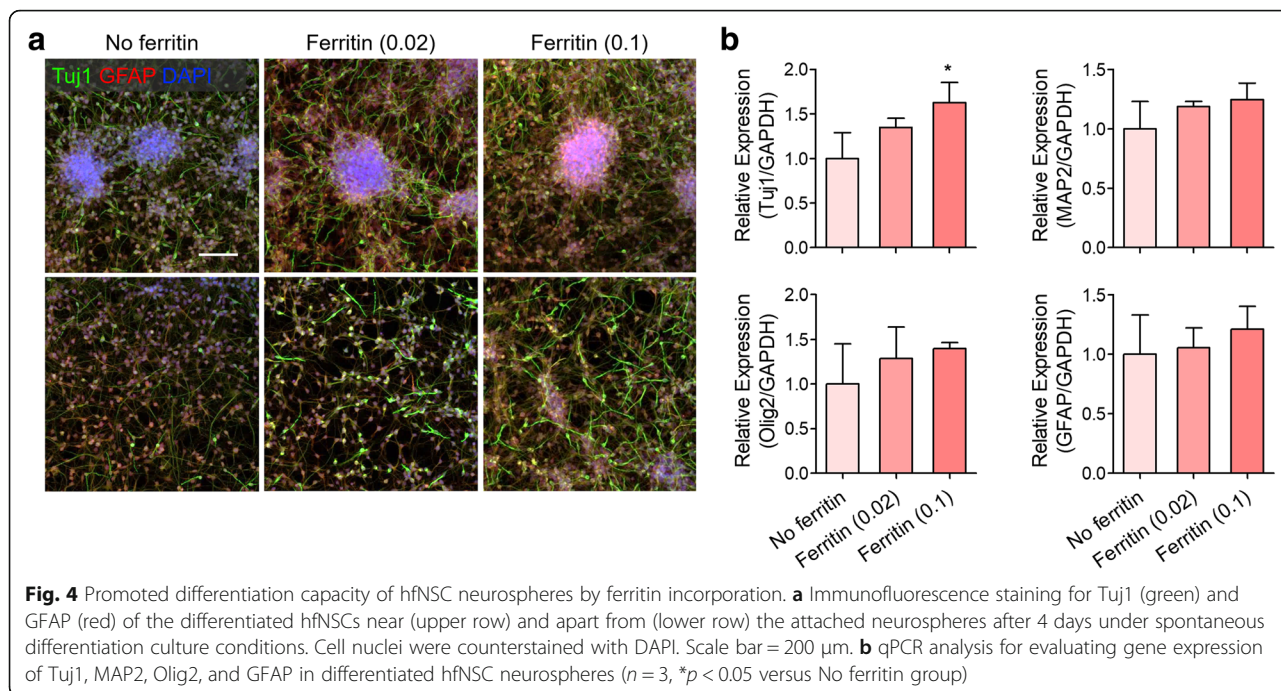 a
No ferritin
Ferritin (0.02)
Ferritin (0.1)
Tuj1 GFAP DAPI
b
Relative Expression
(Tuj1/GAPDH)
2.0
1.5
1.0
0.5
0.0
*
Relative Expression
(MAP2/GAPDH)
1.5
1.0
0.5
0.0
Relative Expression
(Olig2/GAPDH)
2.0
1.5
1.0
0.5
0.0
No ferritin
Ferritin (0.02)
Ferritin (0.1)
Relative Expression
(GFAP/GAPDH)
1.5
1.0
0.5
0.0
No ferritin
Ferritin (0.02)
Ferritin (0.1)
Fig. 4 Promoted differentiation capacity of hfNSC neurospheres by ferritin incorporation. a Immunofluorescence staining for Tuj1 (green) and
GFAP (red) of the differentiated hfNSCs near (upper row) and apart from (lower row) the attached neurospheres after 4 days under spontaneous
differentiation culture conditions. Cell nuclei were counterstained with DAPI. Scale bar = 200 μm. b qPCR analysis for evaluating gene expression
of Tuj1, MAP2, Olig2, and GFAP in differentiated hfNSC neurospheres (n = 3, *p < 0.05 versus No ferritin group)